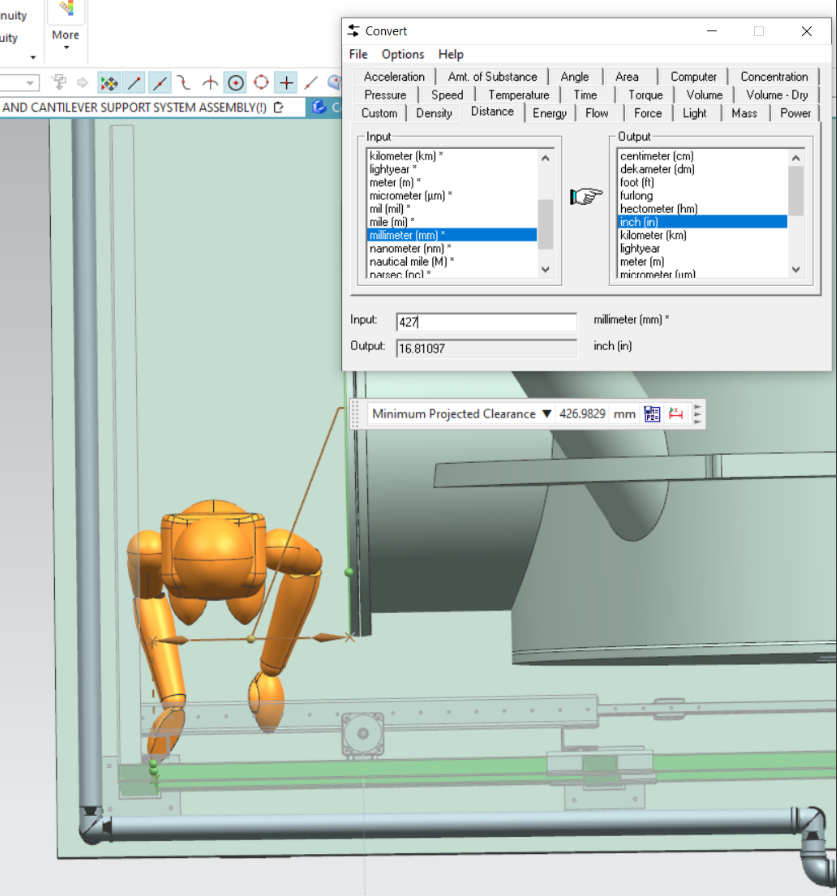 nuity
uity
More
AND CANTILEVER SUPPORT SYSTEM ASSEMBLY(!)
C
Convert
File Options Help
Acceleration Amt. of Substance Angle Area Computer Concentration
Pressure Speed Temperature Time Torque Volume Volume - Dry
Custom Density Distance Energy Flow Force Light Mass Power
Input
kilometer (km) *
lightyear *
meter (m) *
micrometer (µm) *
mil (mil) *
mile (mi) *
millimeter (mm) *
nanometer (nm) *
nautical mile (M) *
parsec (pc) *
Output
centimeter (cm)
dekameter (dm)
foot (ft)
furlong
hectometer (hm)
inch (in)
kilometer (km)
lightyear
meter (m)
micrometer (µm)
Input: 427 millimeter (mm) *
Output: 16.81097 inch (in)
Minimum Projected Clearance 426.9829 mm